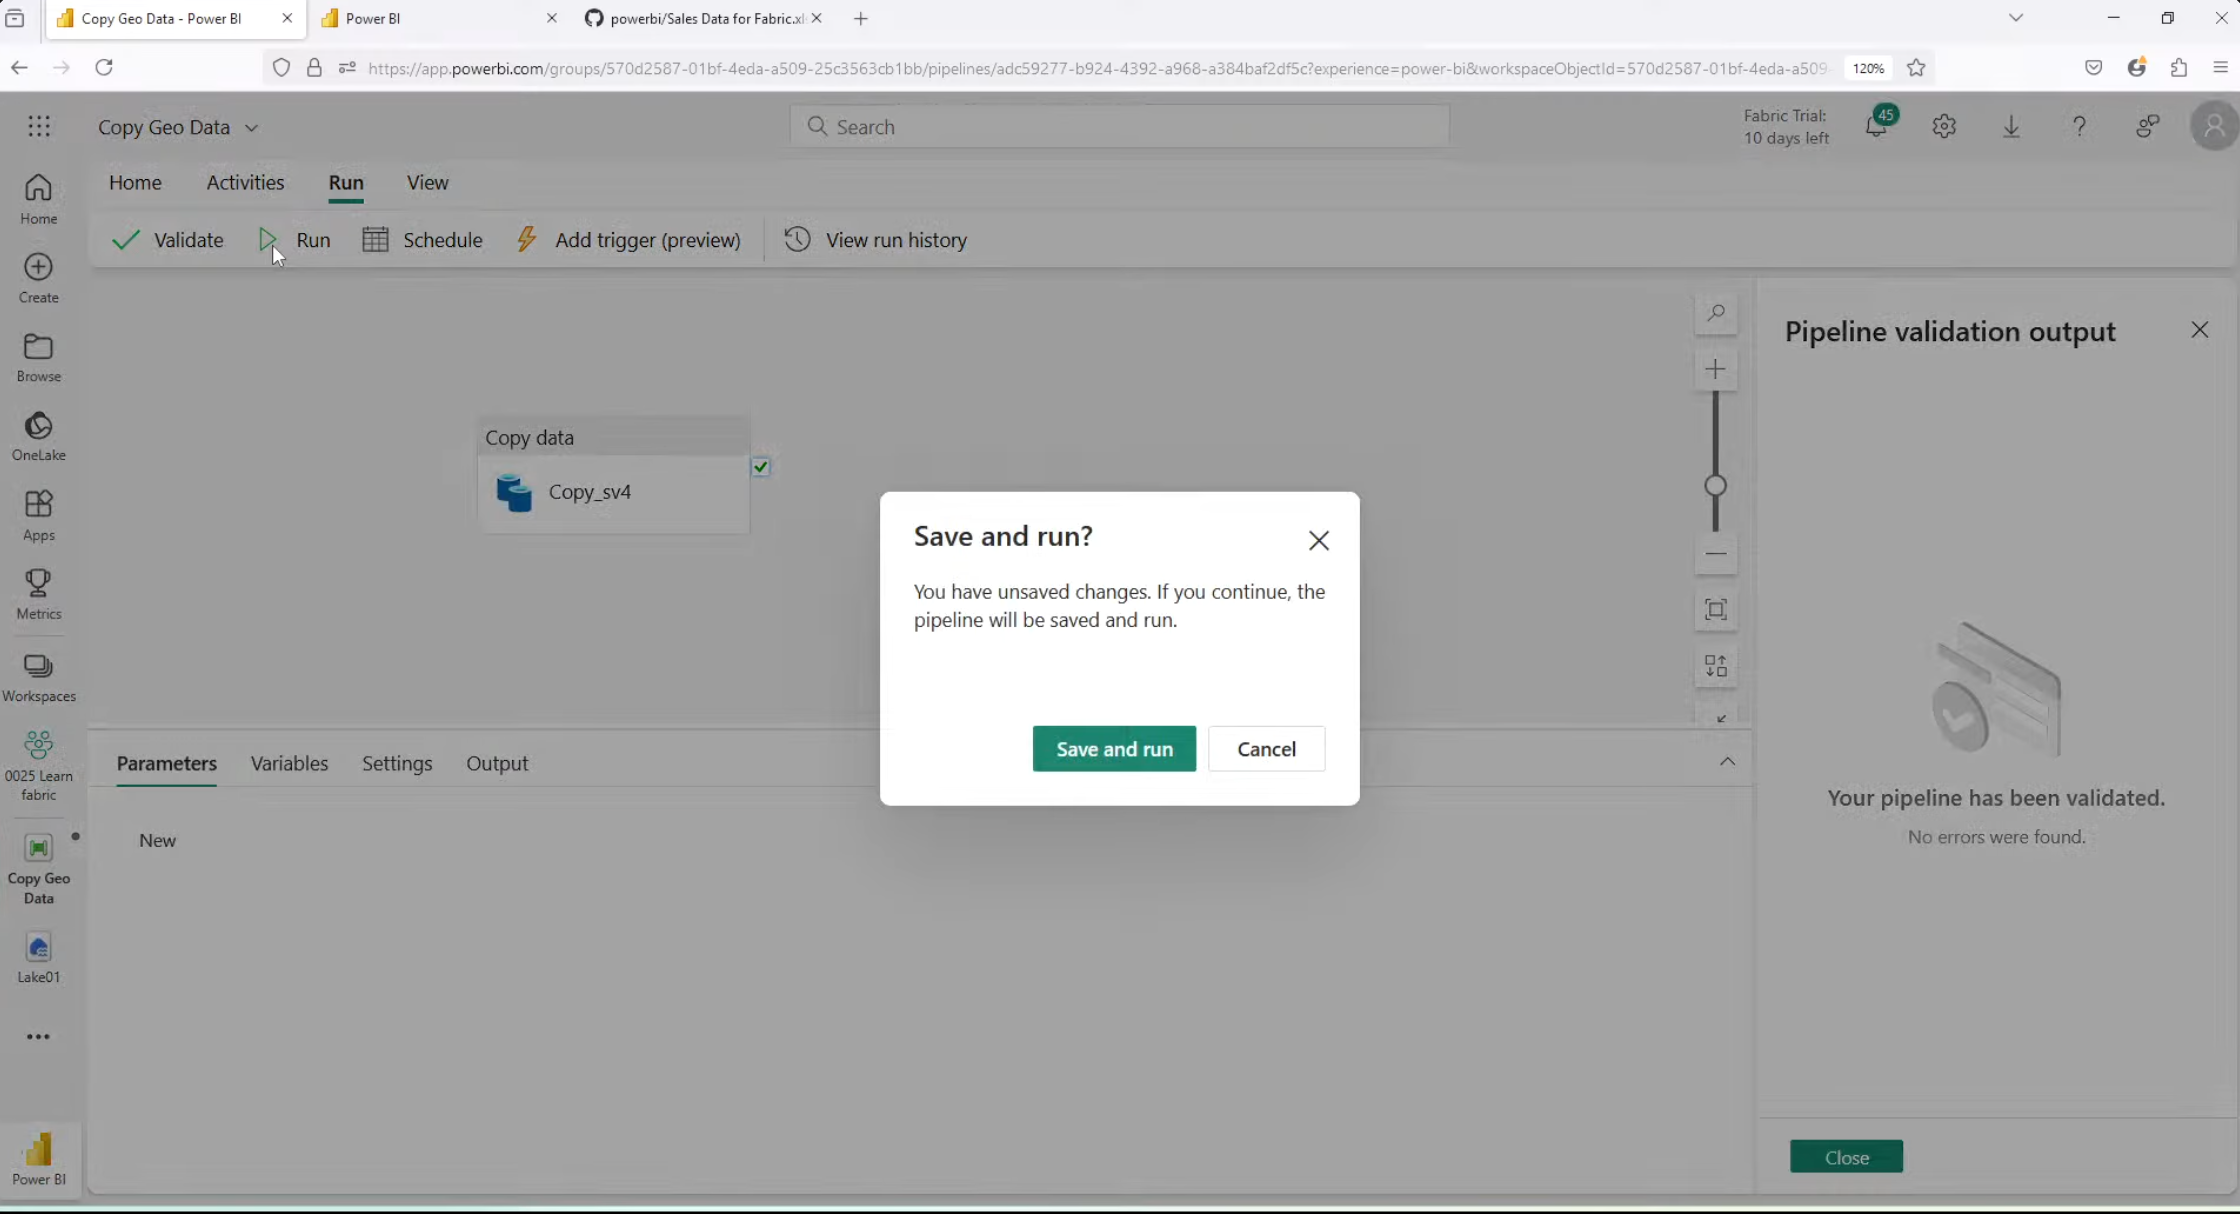 Copy Geo Data - Power BI
Power BI
powerbi/Sales Data for Fabric.xl
https://app.powerbi.com/groups/570d2587-01bf-4eda-a509-25c3563cb1bb/pipelines/adc59277-b924-4392-a968-a384baf2df5c?experience=power-bi&workspaceObjectId=570d2587-01bf-4eda-a509-
120%
Copy Geo Data
Search
Fabric Trial:
10 days left
45
Home
Activities
Run
View
Validate
Run
Schedule
Add trigger (preview)
View run history
Home
Create
Browse
OneLake
Apps
Metrics
Workspaces
0025 Learn
fabric
Copy Geo
Data
Lake01
Power BI
Copy data
Copy_sv4
Save and run?
You have unsaved changes. If you continue, the
pipeline will be saved and run.
Save and run
Cancel
Parameters
Variables
Settings
Output
New
Pipeline validation output
Your pipeline has been validated.
No errors were found.
Close